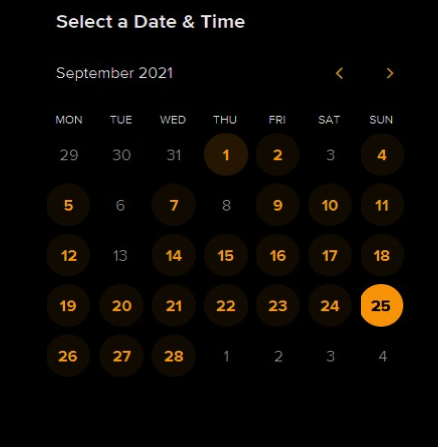 Select a Date & Time
September 2021
MON TUE WED THU FRI SAT SUN
29 30 31 1 2 3 4
5 6 7 8 9 10 11
12 13 14 15 16 17 18
19 20 21 22 23 24 25
26 27 28 1 2 3 4